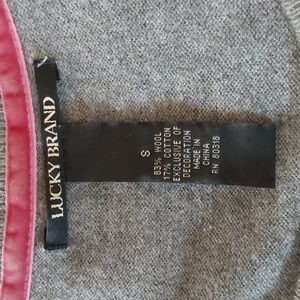 LUCKY BRAND
S
83% WOOL
17% COTTON
EXCLUSIVE OF
DECORATION
MADE IN
CHINA
RN 80318